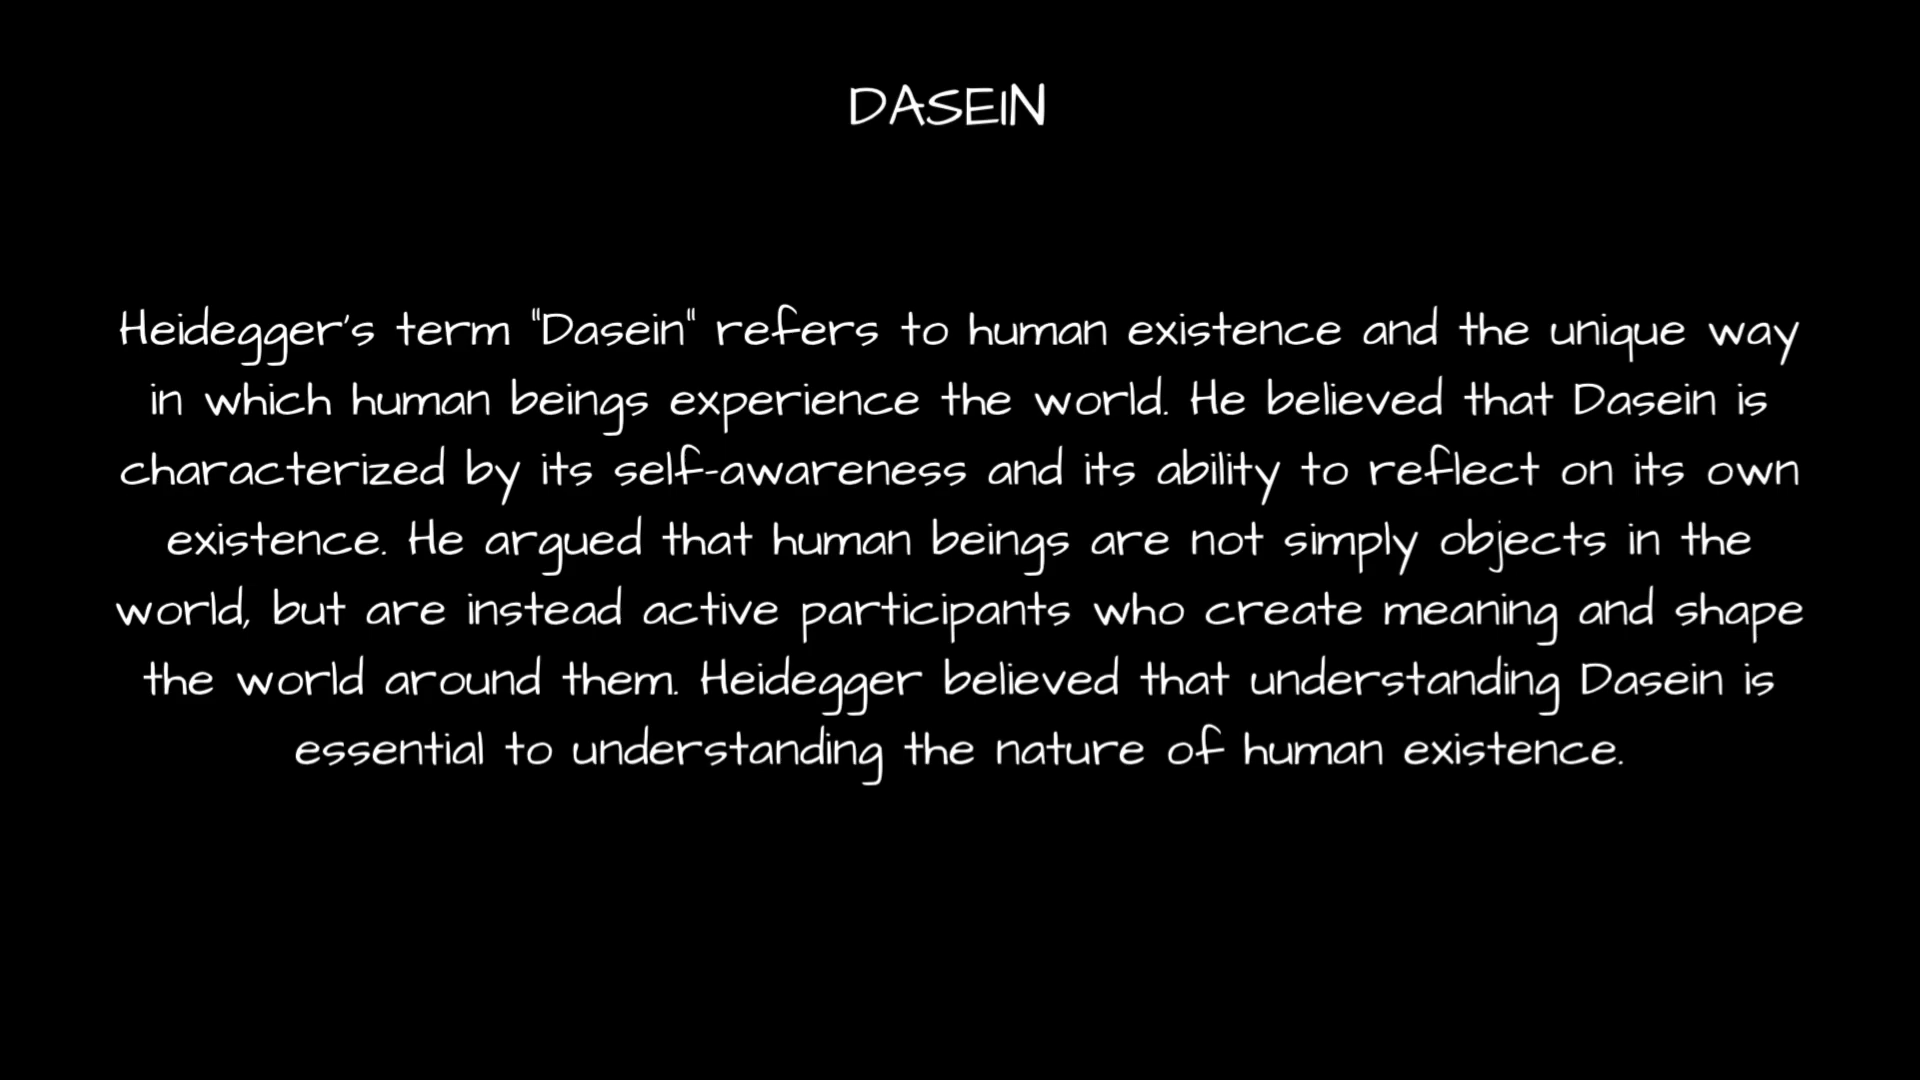 DASEIN
Heidegger's term "Dasein" refers to human existence and the unique way
in which human beings experience the world. He believed that Dasein is
characterized by its self-awareness and its ability to reflect on its own
existence. He argued that human beings are not simply objects in the
world, but are instead active participants who create meaning and shape
the world around them. Heidegger believed that understanding Dasein is
essential to understanding the nature of human existence.